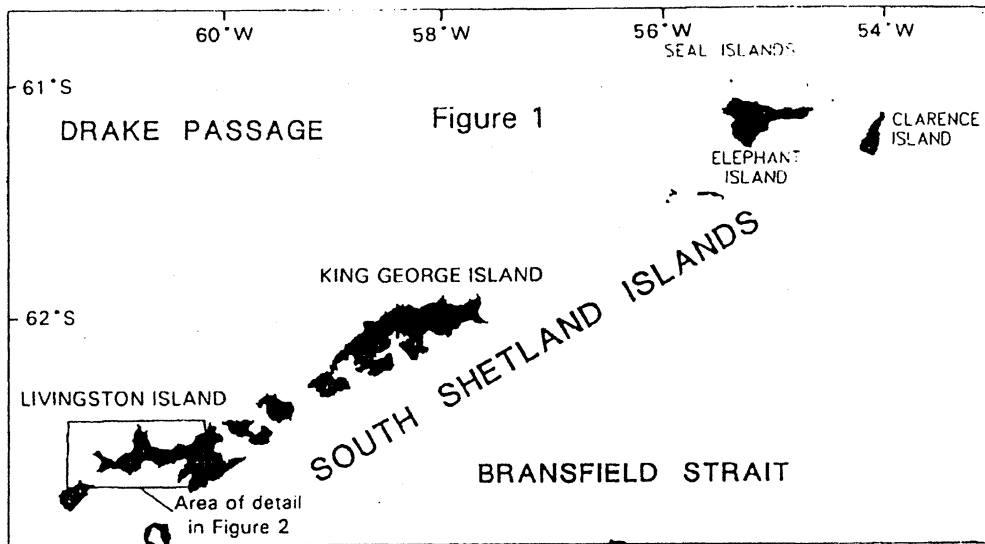 60°W 58°W 56°W 54°W
SEAL ISLANDS
61°S
DRAKE PASSAGE
Figure 1
CLARENCE
ISLAND
ELEPHANT
ISLAND
KING GEORGE ISLAND
62°S
SOUTH SHETLAND ISLANDS
LIVINGSTON ISLAND
BRANSFIELD STRAIT
Area of detail
in Figure 2